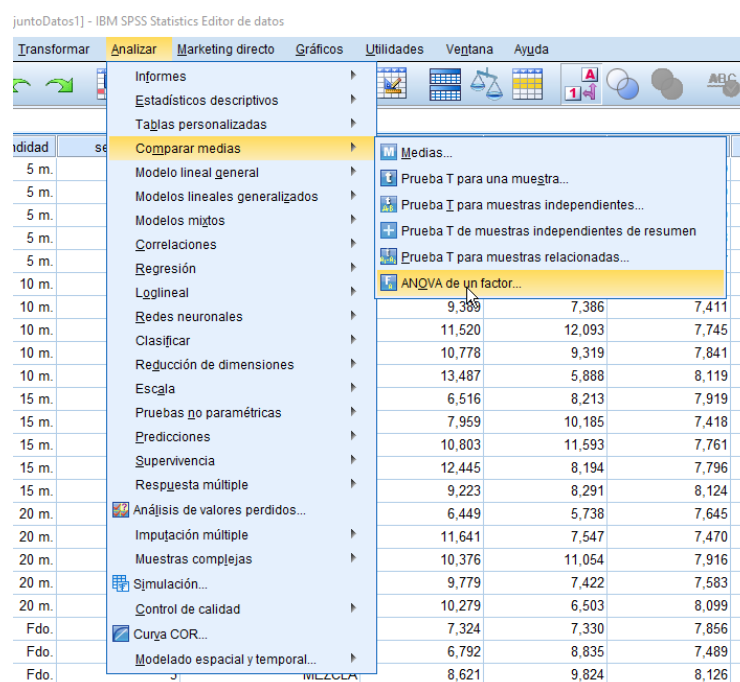 juntoDatos1] - IBM SPSS Statistics Editor de datos
Transformar Analizar Marketing directo Gráficos Utilidades Ventana Ayuda
Informes
Estadísticos descriptivos
Tablas personalizadas
Comparar medias
Modelo lineal general
Modelos lineales generalizados
Modelos mixtos
Correlaciones
Regresión
Loglineal
Redes neuronales
Clasificar
Reducción de dimensiones
Escala
Pruebas no paramétricas
Predicciones
Supervivencia
Respuesta múltiple
Análisis de valores perdidos...
Imputación múltiple
Muestras complejas
Simulación...
Control de calidad
Curva COR...
Modelado espacial y temporal...
Medias...
Prueba T para una muestra...
Prueba T para muestras independientes...
Prueba T de muestras independientes de resumen
Prueba T para muestras relacionadas...
ANOVA de un factor...
ndidad se
5 m.
5 m.
5 m.
5 m.
5 m.
10 m.
10 m. 9,389 7,386 7,411
10 m. 11,520 12,093 7,745
10 m. 10,778 9,319 7,841
10 m. 13,487 5,888 8,119
15 m. 6,516 8,213 7,919
15 m. 7,959 10,185 7,418
15 m. 10,803 11,593 7,761
15 m. 12,445 8,194 7,796
15 m. 9,223 8,291 8,124
20 m. 6,449 5,738 7,645
20 m. 11,641 7,547 7,470
20 m. 10,376 11,054 7,916
20 m. 9,779 7,422 7,583
20 m. 10,279 6,503 8,099
Fdo. 7,324 7,330 7,856
Fdo. 6,792 8,835 7,489
Fdo. 8,621 9,824 8,126